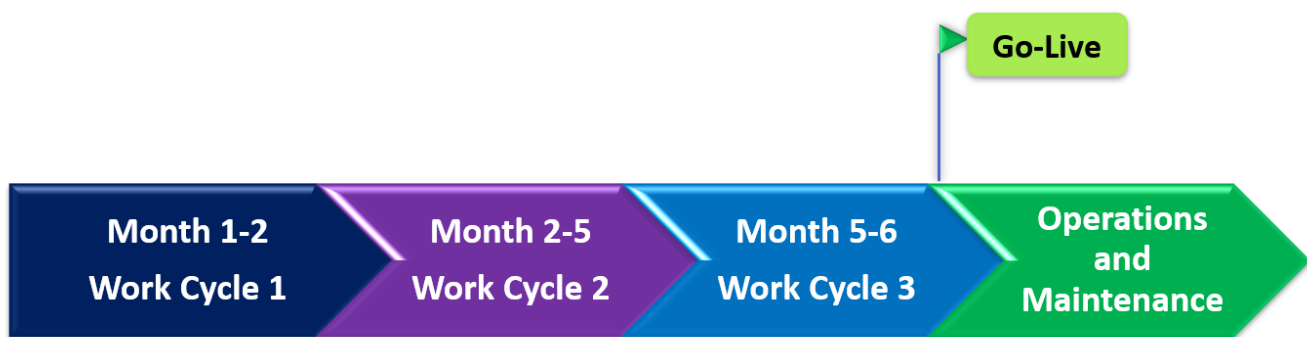 Go-Live
Month 1-2
Work Cycle 1
Month 2-5
Work Cycle 2
Month 5-6
Work Cycle 3
Operations
and
Maintenance